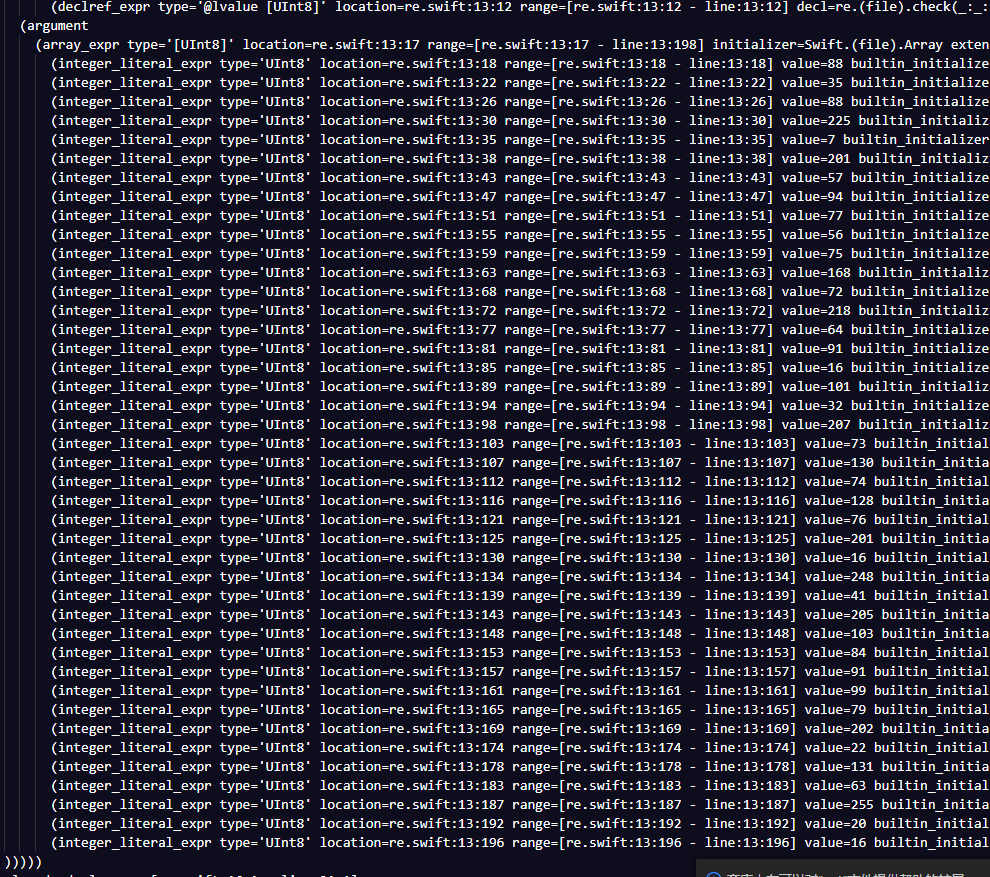 (declref_expr type='@lvalue [UInt8]' location=re.swift:13:12 range=[re.swift:13:12 - line:13:12] decl=re.(file).check(_:_:
(argument
(array_expr type='[UInt8]' location=re.swift:13:17 range=[re.swift:13:17 - line:13:198] initializer=Swift.(file).Array exten
(integer_literal_expr type='UInt8' location=re.swift:13:18 range=[re.swift:13:18 - line:13:18] value=88 builtin_initialize
(integer_literal_expr type='UInt8' location=re.swift:13:22 range=[re.swift:13:22 - line:13:22] value=35 builtin_initialize
(integer_literal_expr type='UInt8' location=re.swift:13:26 range=[re.swift:13:26 - line:13:26] value=88 builtin_initialize
(integer_literal_expr type='UInt8' location=re.swift:13:30 range=[re.swift:13:30 - line:13:30] value=225 builtin_initializ
(integer_literal_expr type='UInt8' location=re.swift:13:35 range=[re.swift:13:35 - line:13:35] value=7 builtin_initializer
(integer_literal_expr type='UInt8' location=re.swift:13:38 range=[re.swift:13:38 - line:13:38] value=201 builtin_initializ
(integer_literal_expr type='UInt8' location=re.swift:13:43 range=[re.swift:13:43 - line:13:43] value=57 builtin_initialize
(integer_literal_expr type='UInt8' location=re.swift:13:47 range=[re.swift:13:47 - line:13:47] value=94 builtin_initialize
(integer_literal_expr type='UInt8' location=re.swift:13:51 range=[re.swift:13:51 - line:13:51] value=77 builtin_initialize
(integer_literal_expr type='UInt8' location=re.swift:13:55 range=[re.swift:13:55 - line:13:55] value=56 builtin_initialize
(integer_literal_expr type='UInt8' location=re.swift:13:59 range=[re.swift:13:59 - line:13:59] value=75 builtin_initialize
(integer_literal_expr type='UInt8' location=re.swift:13:63 range=[re.swift:13:63 - line:13:63] value=168 builtin_initializ
(integer_literal_expr type='UInt8' location=re.swift:13:68 range=[re.swift:13:68 - line:13:68] value=72 builtin_initialize
(integer_literal_expr type='UInt8' location=re.swift:13:72 range=[re.swift:13:72 - line:13:72] value=218 builtin_initializ
(integer_literal_expr type='UInt8' location=re.swift:13:77 range=[re.swift:13:77 - line:13:77] value=64 builtin_initialize
(integer_literal_expr type='UInt8' location=re.swift:13:81 range=[re.swift:13:81 - line:13:81] value=91 builtin_initialize
(integer_literal_expr type='UInt8' location=re.swift:13:85 range=[re.swift:13:85 - line:13:85] value=16 builtin_initialize
(integer_literal_expr type='UInt8' location=re.swift:13:89 range=[re.swift:13:89 - line:13:89] value=101 builtin_initializ
(integer_literal_expr type='UInt8' location=re.swift:13:94 range=[re.swift:13:94 - line:13:94] value=32 builtin_initialize
(integer_literal_expr type='UInt8' location=re.swift:13:98 range=[re.swift:13:98 - line:13:98] value=207 builtin_initializ
(integer_literal_expr type='UInt8' location=re.swift:13:103 range=[re.swift:13:103 - line:13:103] value=73 builtin_initial
(integer_literal_expr type='UInt8' location=re.swift:13:107 range=[re.swift:13:107 - line:13:107] value=130 builtin_initia
(integer_literal_expr type='UInt8' location=re.swift:13:112 range=[re.swift:13:112 - line:13:112] value=74 builtin_initial
(integer_literal_expr type='UInt8' location=re.swift:13:116 range=[re.swift:13:116 - line:13:116] value=128 builtin_initia
(integer_literal_expr type='UInt8' location=re.swift:13:121 range=[re.swift:13:121 - line:13:121] value=76 builtin_initial
(integer_literal_expr type='UInt8' location=re.swift:13:125 range=[re.swift:13:125 - line:13:125] value=201 builtin_initia
(integer_literal_expr type='UInt8' location=re.swift:13:130 range=[re.swift:13:130 - line:13:130] value=16 builtin_initial
(integer_literal_expr type='UInt8' location=re.swift:13:134 range=[re.swift:13:134 - line:13:134] value=248 builtin_initia
(integer_literal_expr type='UInt8' location=re.swift:13:139 range=[re.swift:13:139 - line:13:139] value=41 builtin_initial
(integer_literal_expr type='UInt8' location=re.swift:13:143 range=[re.swift:13:143 - line:13:143] value=205 builtin_initia
(integer_literal_expr type='UInt8' location=re.swift:13:148 range=[re.swift:13:148 - line:13:148] value=103 builtin_initia
(integer_literal_expr type='UInt8' location=re.swift:13:153 range=[re.swift:13:153 - line:13:153] value=84 builtin_initial
(integer_literal_expr type='UInt8' location=re.swift:13:157 range=[re.swift:13:157 - line:13:157] value=91 builtin_initial
(integer_literal_expr type='UInt8' location=re.swift:13:161 range=[re.swift:13:161 - line:13:161] value=99 builtin_initial
(integer_literal_expr type='UInt8' location=re.swift:13:165 range=[re.swift:13:165 - line:13:165] value=79 builtin_initial
(integer_literal_expr type='UInt8' location=re.swift:13:169 range=[re.swift:13:169 - line:13:169] value=202 builtin_initia
(integer_literal_expr type='UInt8' location=re.swift:13:174 range=[re.swift:13:174 - line:13:174] value=22 builtin_initial
(integer_literal_expr type='UInt8' location=re.swift:13:178 range=[re.swift:13:178 - line:13:178] value=131 builtin_initia
(integer_literal_expr type='UInt8' location=re.swift:13:183 range=[re.swift:13:183 - line:13:183] value=63 builtin_initial
(integer_literal_expr type='UInt8' location=re.swift:13:187 range=[re.swift:13:187 - line:13:187] value=255 builtin_initia
(integer_literal_expr type='UInt8' location=re.swift:13:192 range=[re.swift:13:192 - line:13:192] value=20 builtin_initial
(integer_literal_expr type='UInt8' location=re.swift:13:196 range=[re.swift:13:196 - line:13:196] value=16 builtin_initial
)))))